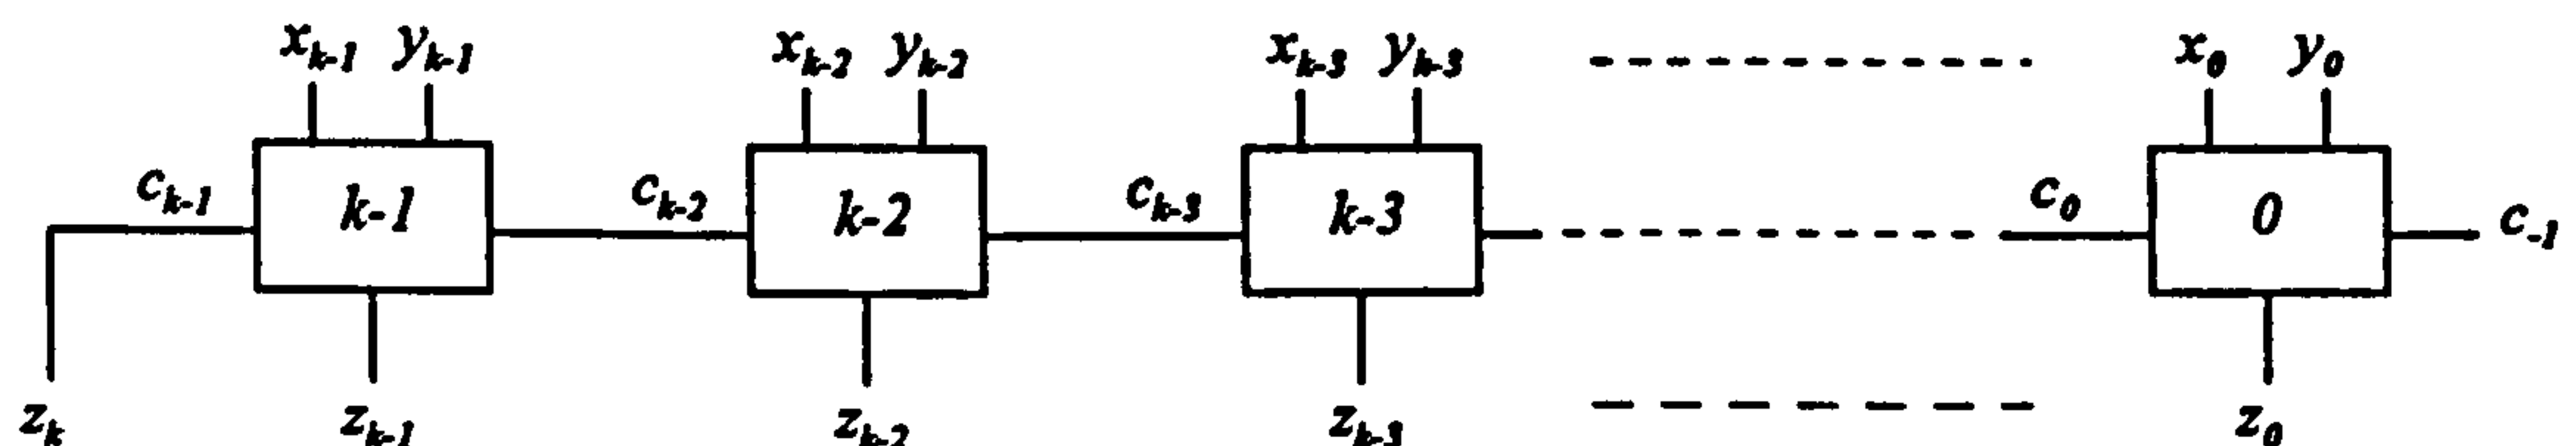 x_{k-1} y_{k-1} x_{k-2} y_{k-2} x_{k-3} y_{k-3} x_0 y_0
c_{k-1} k-1 c_{k-2} k-2 c_{k-3} k-3 c_0 0 c_{-1}
z_k z_{k-1} z_{k-2} z_{k-3} z_0